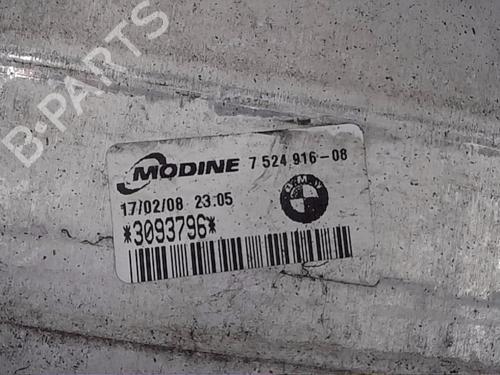 B-PARTS
MODINE 7 524 916-08
17/02/08 23:05
*3093796*
BMW